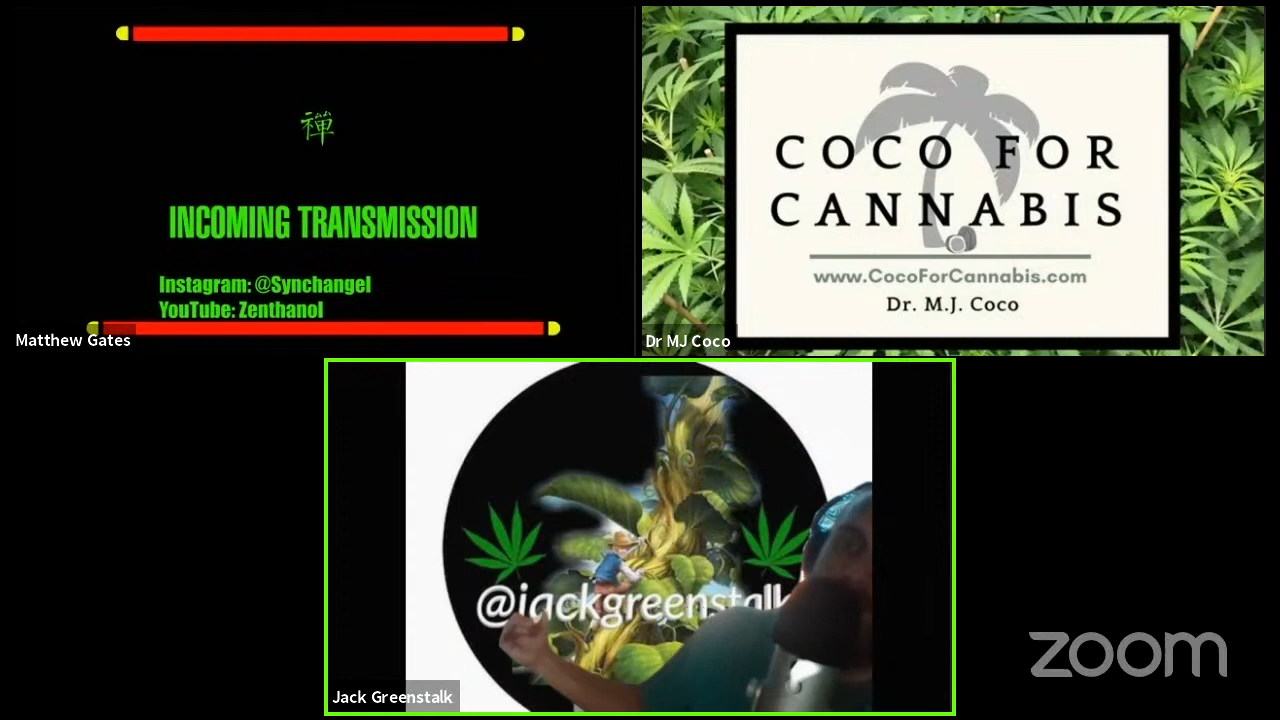 禅
INCOMING TRANSMISSION
Instagram: @Synchangel
YouTube: Zenthanol
Matthew Gates
COCO FOR
CANNABIS
www.CocoForCannabis.com
Dr. M.J. Coco
Dr MJ Coco
@jackgreenstalk
Jack Greenstalk
zoom